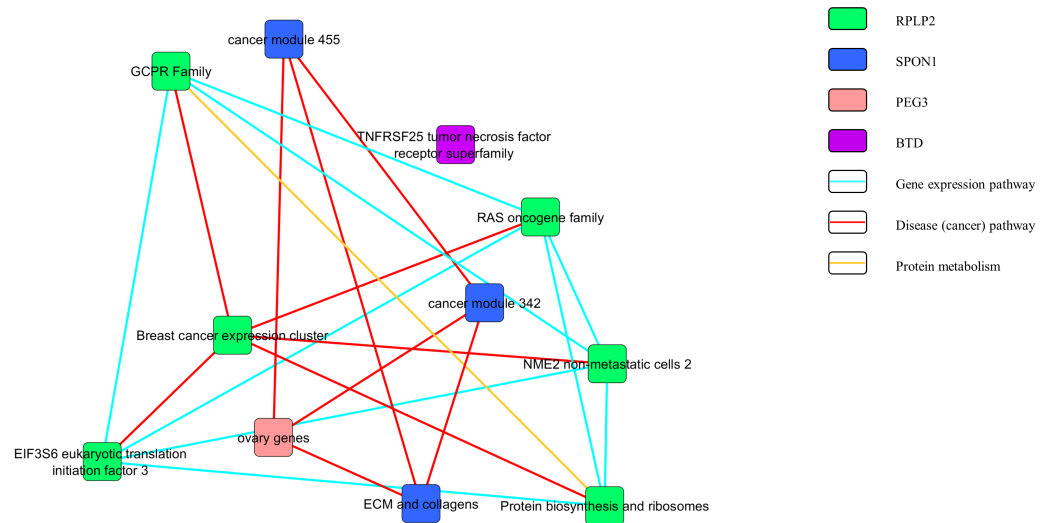 cancer module 455
GCPR Family
TNFRSF25 tumor necrosis factor
receptor superfamily
RAS oncogene family
cancer module 342
Breast cancer expression cluster
NME2 non-metastatic cells 2
ovary genes
EIF3S6 eukaryotic translation
initiation factor 3
ECM and collagens
Protein biosynthesis and ribosomes
RPLP2
SPON1
PEG3
BTD
Gene expression pathway
Disease (cancer) pathway
Protein metabolism